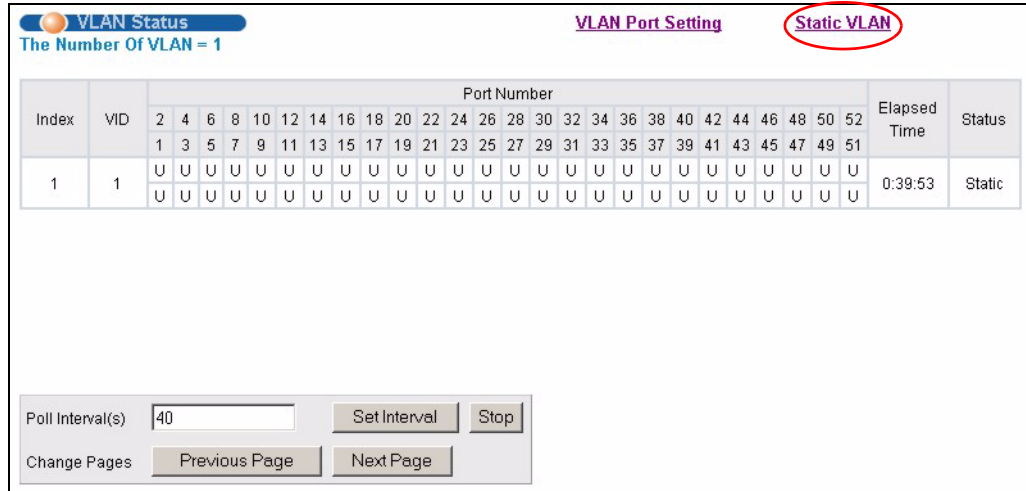 VLAN Status
VLAN Port Setting
Static VLAN
The Number Of VLAN = 1
Index VID Port Number Elapsed Time Status
2 4 6 8 10 12 14 16 18 20 22 24 26 28 30 32 34 36 38 40 42 44 46 48 50 52
1 3 5 7 9 11 13 15 17 19 21 23 25 27 29 31 33 35 37 39 41 43 45 47 49 51
1 1 U U U U U U U U U U U U U U U U U U U U U U U U U U 0:39:53 Static
U U U U U U U U U U U U U U U U U U U U U U U U U U
Poll Interval(s) 40 Set Interval Stop
Change Pages Previous Page Next Page